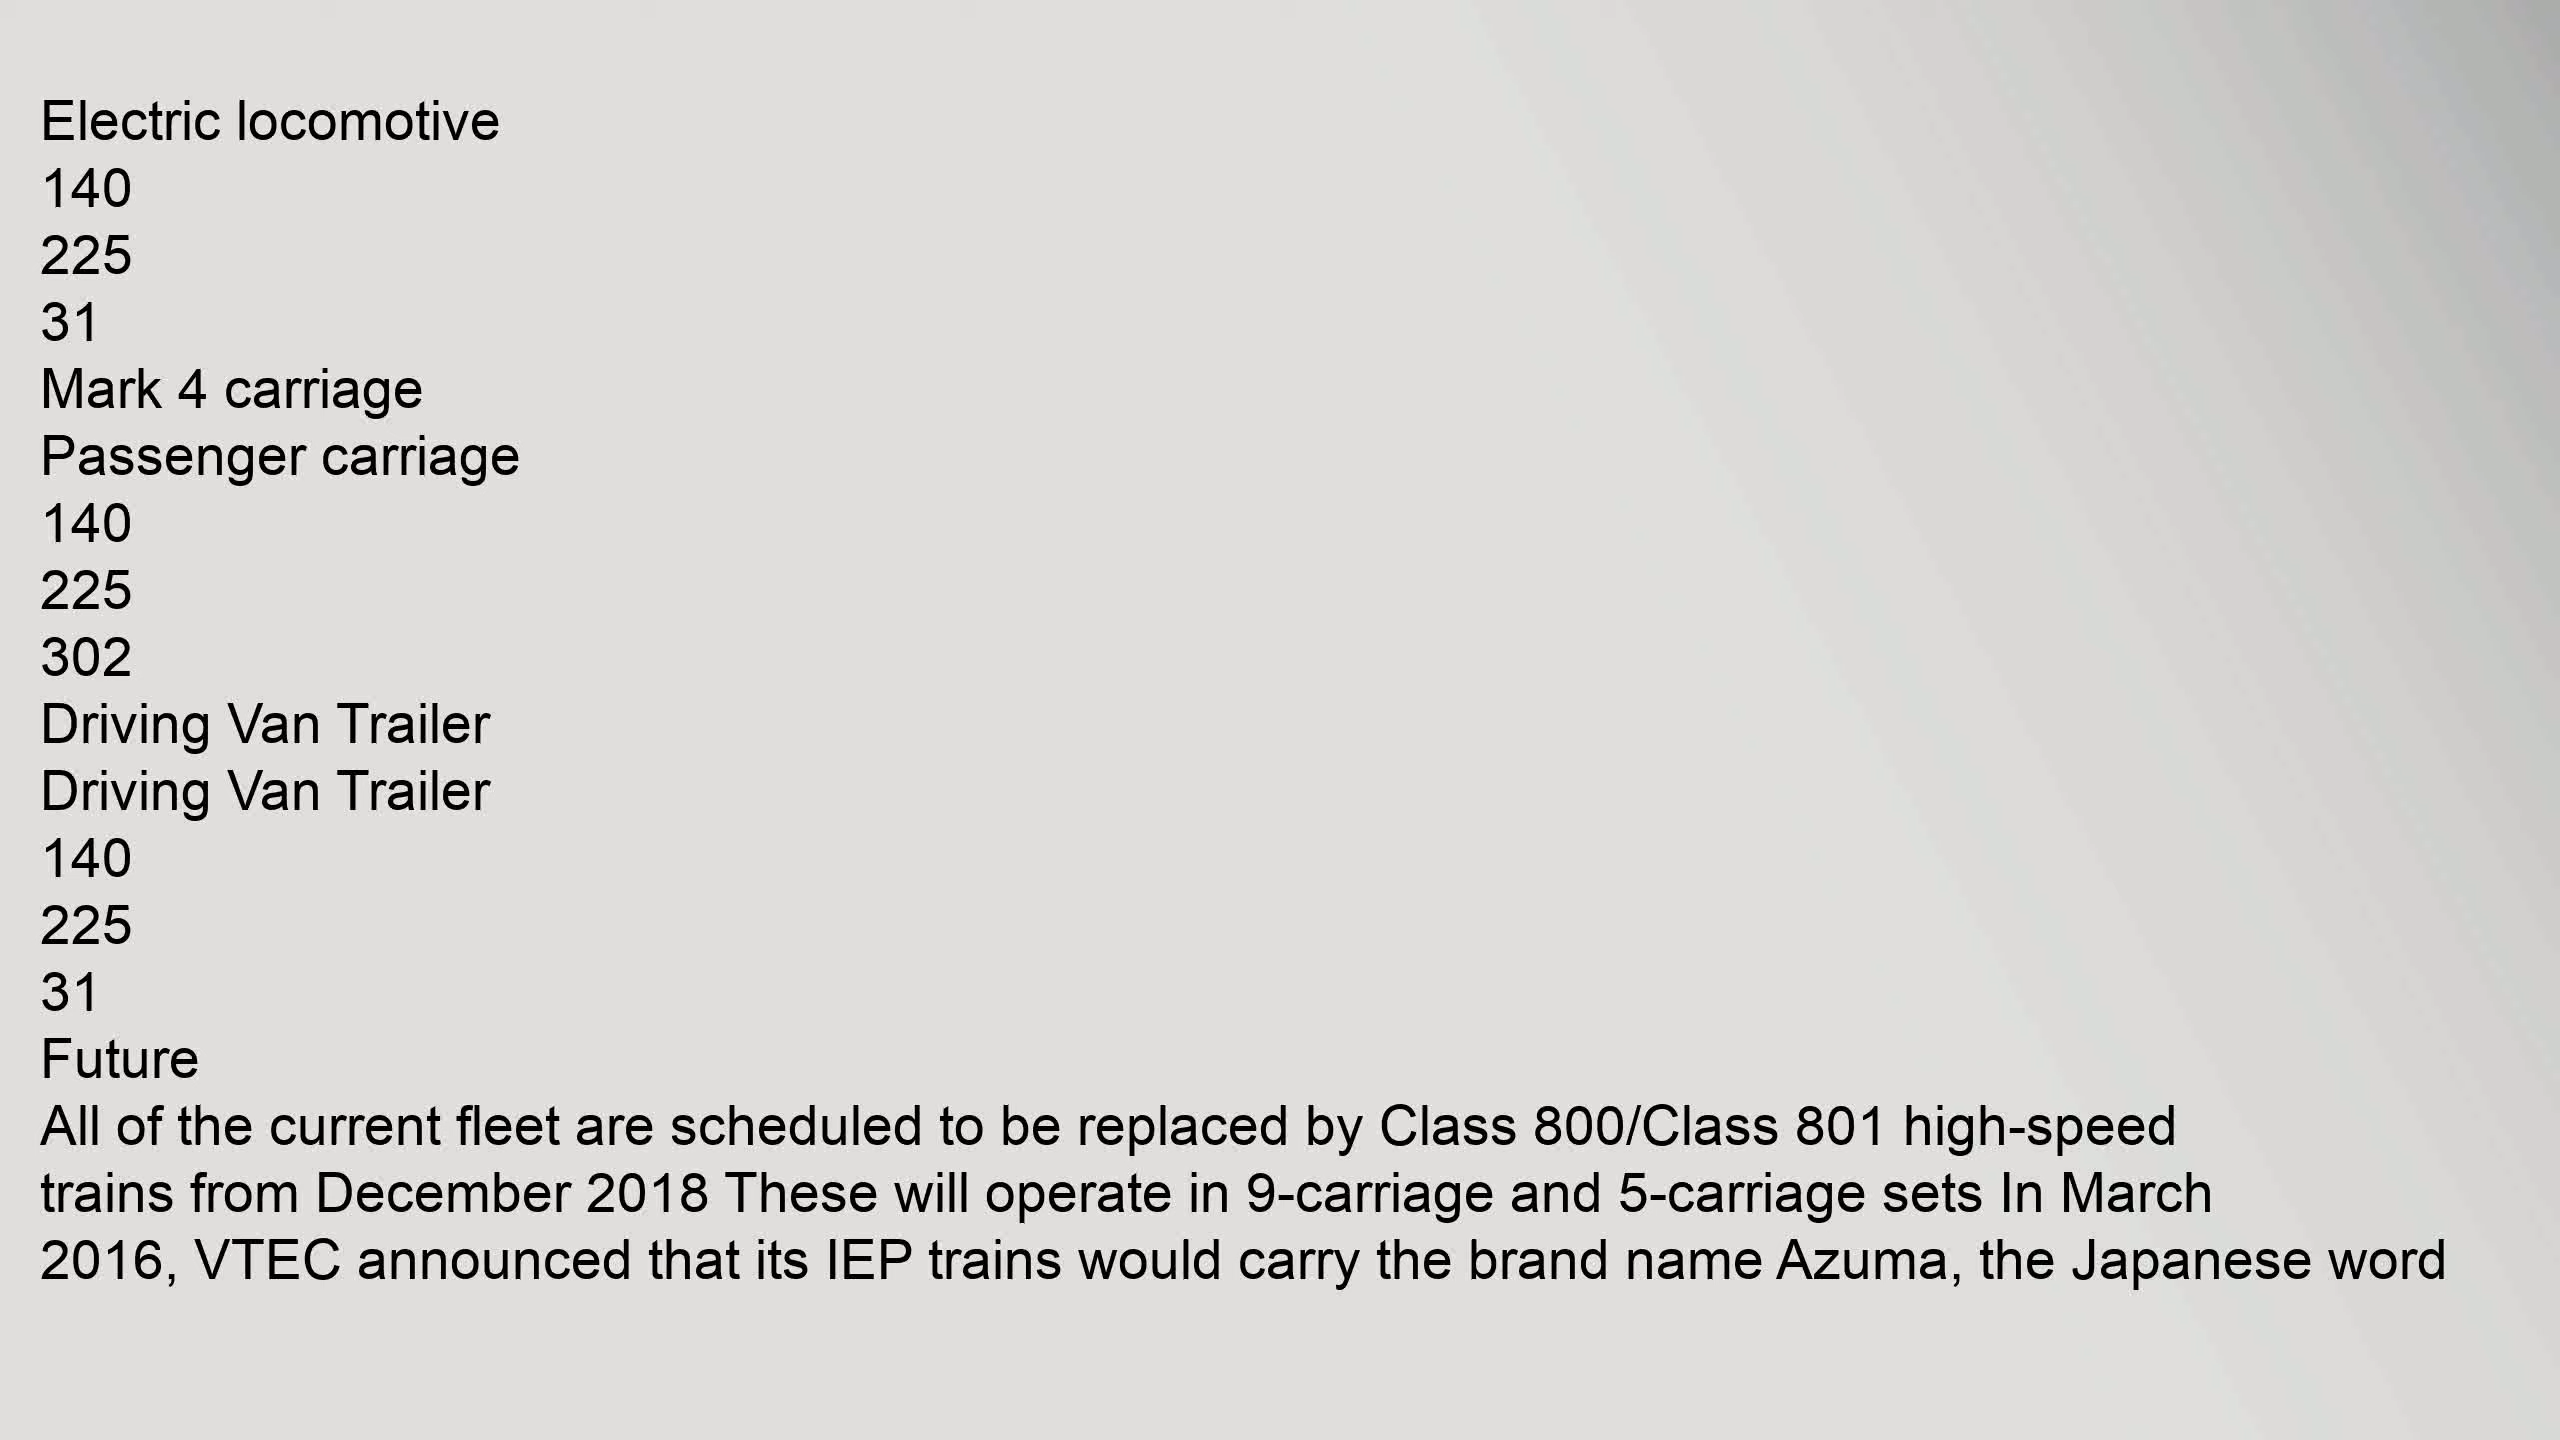 Electric locomotive
140
225
31
Mark 4 carriage
Passenger carriage
140
225
302
Driving Van Trailer
Driving Van Trailer
140
225
31
Future
All of the current fleet are scheduled to be replaced by Class 800/Class 801 high-speed
trains from December 2018 These will operate in 9-carriage and 5-carriage sets In March
2016, VTEC announced that its IEP trains would carry the brand name Azuma, the Japanese word